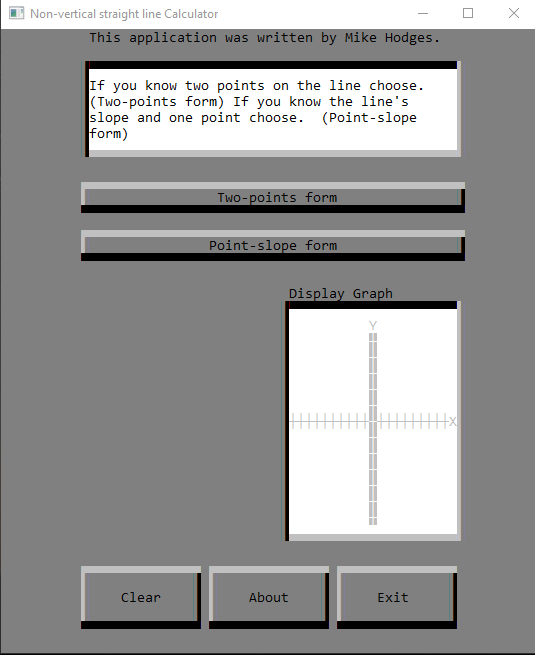 Non-vertical straight line Calculator
This application was written by Mike Hodges.
If you know two points on the line choose.
(Two-points form) If you know the line's
slope and one point choose.  (Point-slope
form)
Two-points form
Point-slope form
Display Graph
Y
X
Clear
About
Exit